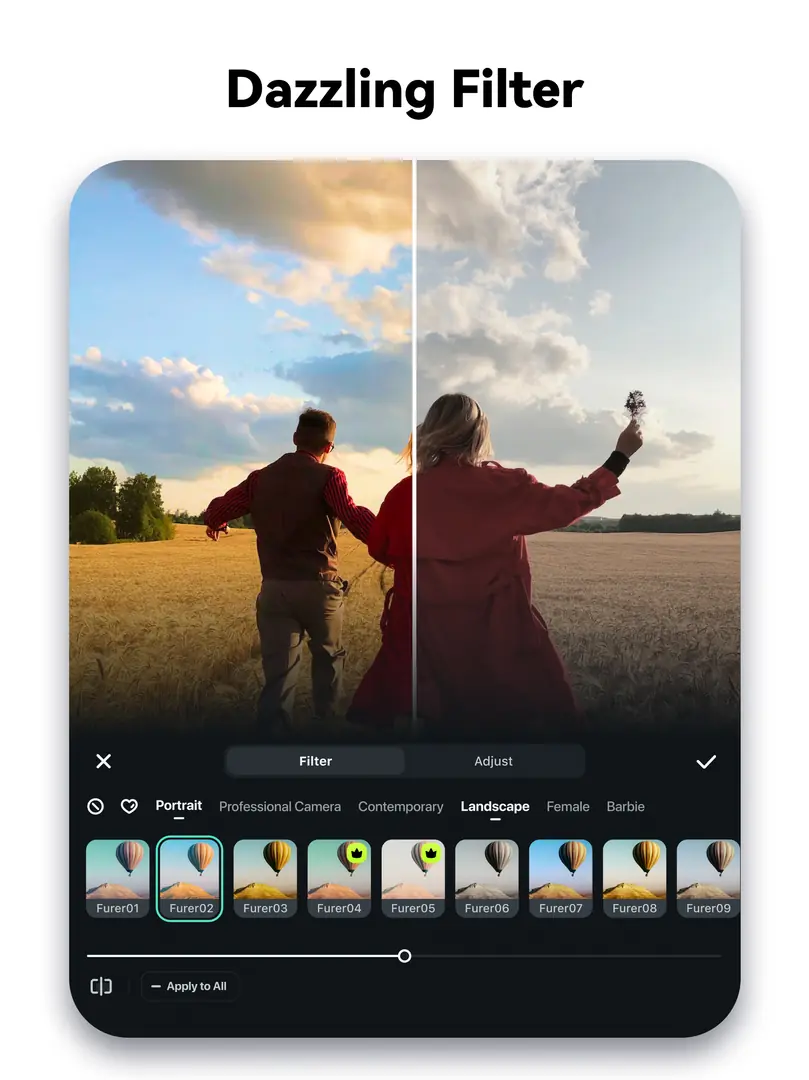 Dazzling Filter
Filter Adjust
Portrait Professional Camera Contemporary Landscape Female Barbie
Furer01 Furer02 Furer03 Furer04 Furer05 Furer06 Furer07 Furer08 Furer09
Apply to All